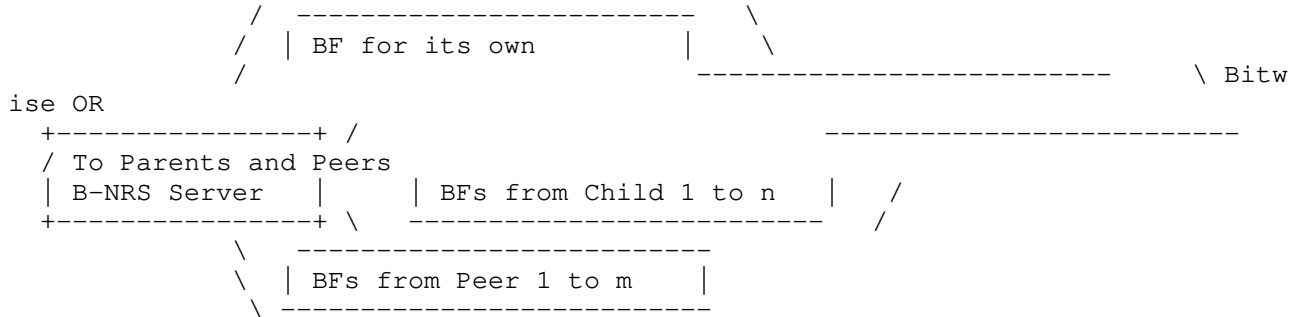 / ------------------------- \
/ | BF for its own | \
/ -------------------------- \ Bitw
ise OR
+----------------+ / --------------------------
/ To Parents and Peers
| B-NRS Server | | BFs from Child 1 to n | /
+----------------+ \ -------------------------- /
\ --------------------------
\ | BFs from Peer 1 to m |
\ ---------------------------